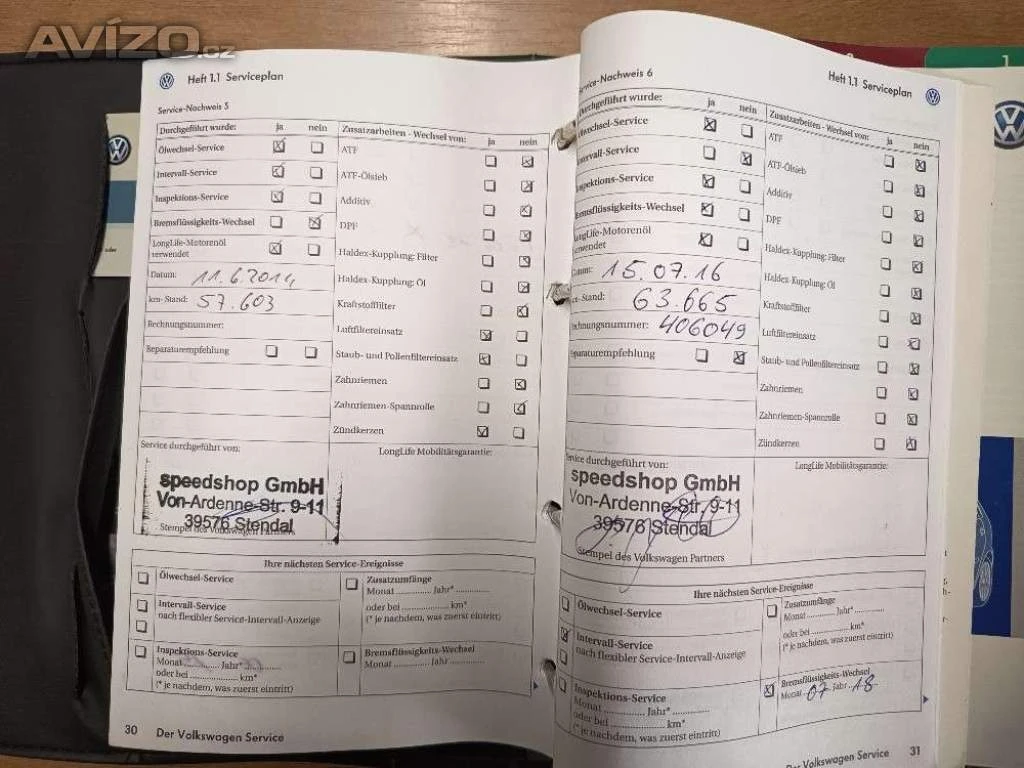 AVÍZO.cz
Heft 1.1 Serviceplan
Service-Nachweis 5
Durchgeführt wurde: ja nein
Ölwechsel-Service
Intervall-Service
Inspektions-Service
Bremsflüssigkeits-Wechsel
LongLife-Motorenöl
verwendet
Datum: 11.6.2014
km-Stand: 57.603
Rechnungsnummer:
Reparaturempfehlung
Zusatzarbeiten - Wechsel von: ja nein
ATF
ATF-Ölsieb
Additiv
DPF
Haldex-Kupplung: Filter
Haldex-Kupplung: Öl
Kraftstofffilter
Luftfiltereinsatz
Staub- und Pollenfiltereinsatz
Zahnriemen
Zahnriemen-Spannrolle
Zündkerzen
Service durchgeführt von:
speedshop GmbH
Von-Ardenne-Str. 9-11
39576 Stendal
Stempel des Volkswagen Partners
LongLife Mobilitätsgarantie:
Ihre nächsten Service-Ereignisse
Ölwechsel-Service
Intervall-Service
nach flexibler Service-Intervall-Anzeige
Inspektions-Service
Monat ............ Jahr* ............
oder bei .................. km*
(* je nachdem, was zuerst eintritt)
Zusatzumfänge
Monat ............ Jahr* ............
oder bei .................. km*
(* je nachdem, was zuerst eintritt)
Bremsflüssigkeits-Wechsel
Monat ............ Jahr ............
30 Der Volkswagen Service
Heft 1.1 Serviceplan
Service-Nachweis 6
Durchgeführt wurde: ja nein
Ölwechsel-Service
Intervall-Service
Inspektions-Service
Bremsflüssigkeits-Wechsel
LongLife-Motorenöl
verwendet
Datum: 15.07.16
km-Stand: 63.665
Rechnungsnummer: 406049
Reparaturempfehlung
Zusatzarbeiten - Wechsel von: ja nein
ATF
ATF-Ölsieb
Additiv
DPF
Haldex-Kupplung: Filter
Haldex-Kupplung: Öl
Kraftstofffilter
Luftfiltereinsatz
Staub- und Pollenfiltereinsatz
Zahnriemen
Zahnriemen-Spannrolle
Zündkerzen
Service durchgeführt von:
speedshop GmbH
Von-Ardenne-Str. 9-11
39576 Stendal
Stempel des Volkswagen Partners
LongLife Mobilitätsgarantie:
Ihre nächsten Service-Ereignisse
Ölwechsel-Service
Intervall-Service
nach flexibler Service-Intervall-Anzeige
Inspektions-Service
Monat ............ Jahr* ............
oder bei .................. km*
(* je nachdem, was zuerst eintritt)
Zusatzumfänge
Monat ............ Jahr* ............
oder bei .................. km*
(* je nachdem, was zuerst eintritt)
Bremsflüssigkeits-Wechsel
Monat 07 Jahr 18
Der Volkswagen Service 31
1